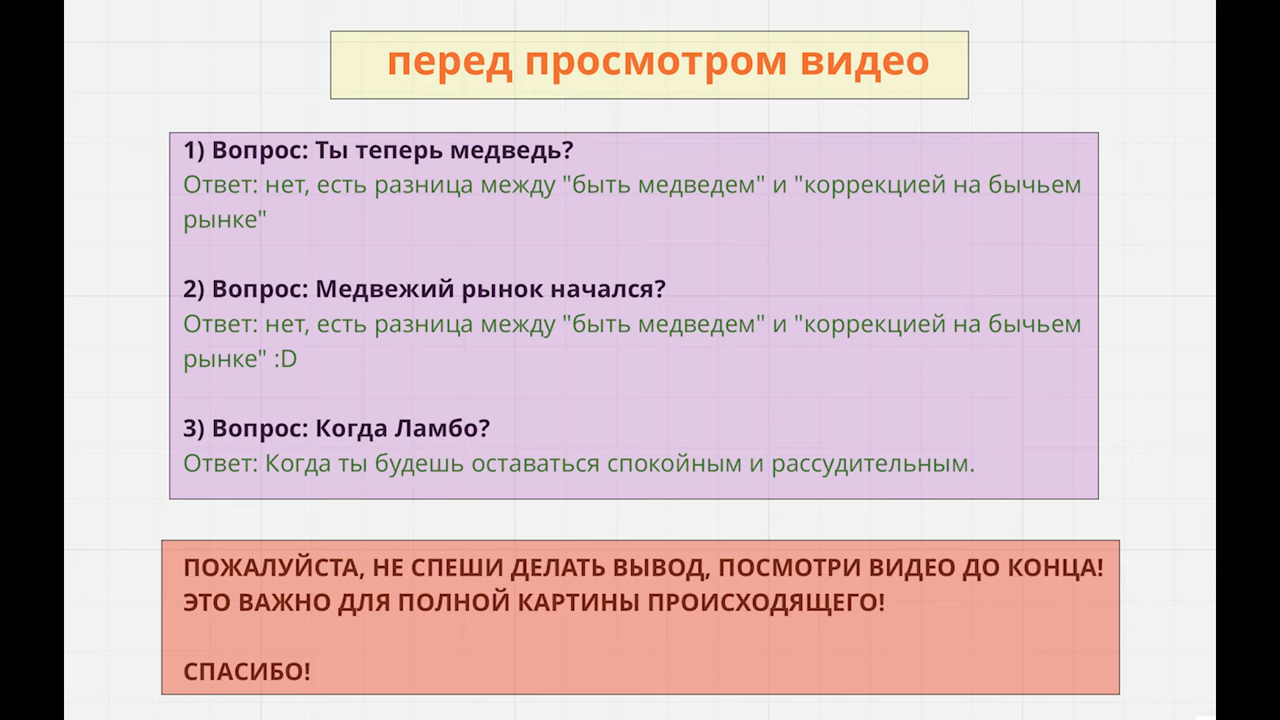 перед просмотром видео
1) Вопрос: Ты теперь медведь?
Ответ: нет, есть разница между "быть медведем" и "коррекцией на бычьем
рынке"
2) Вопрос: Медвежий рынок начался?
Ответ: нет, есть разница между "быть медведем" и "коррекцией на бычьем
рынке" :D
3) Вопрос: Когда Ламбо?
Ответ: Когда ты будешь оставаться спокойным и рассудительным.
ПОЖАЛУЙСТА, НЕ СПЕШИ ДЕЛАТЬ ВЫВОД, ПОСМОТРИ ВИДЕО ДО КОНЦА!
ЭТО ВАЖНО ДЛЯ ПОЛНОЙ КАРТИНЫ ПРОИСХОДЯЩЕГО!
СПАСИБО!